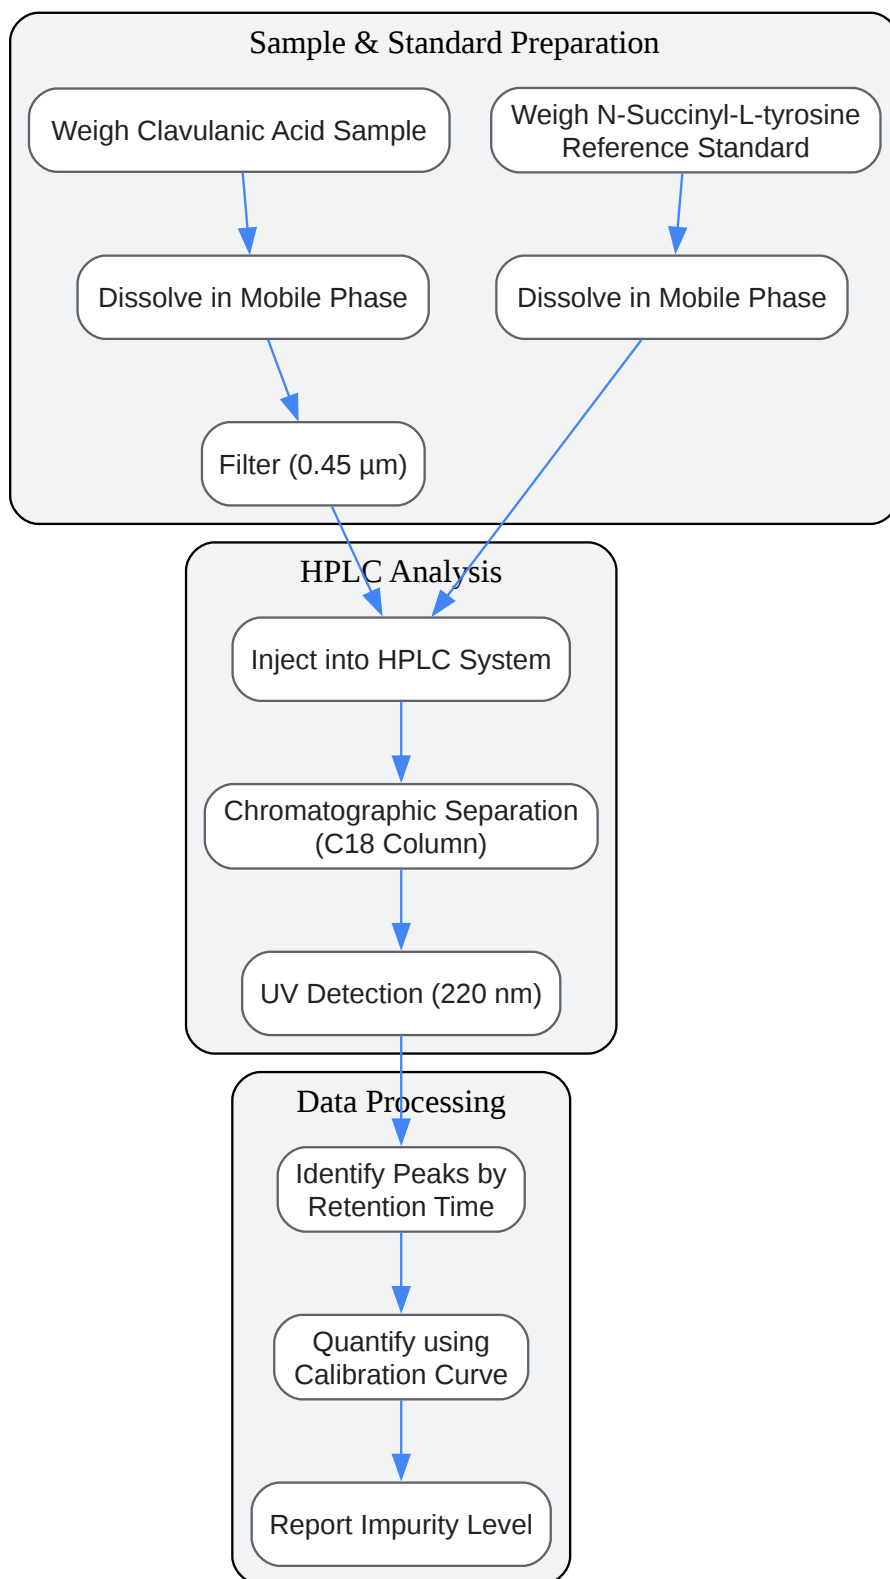 Sample & Standard Preparation
Weigh Clavulanic Acid Sample
Weigh N-Succinyl-L-tyrosine
Reference Standard
Dissolve in Mobile Phase
Dissolve in Mobile Phase
Filter (0.45 µm)
HPLC Analysis
Inject into HPLC System
Chromatographic Separation
(C18 Column)
UV Detection (220 nm)
Data Processing
Identify Peaks by
Retention Time
Quantify using
Calibration Curve
Report Impurity Level